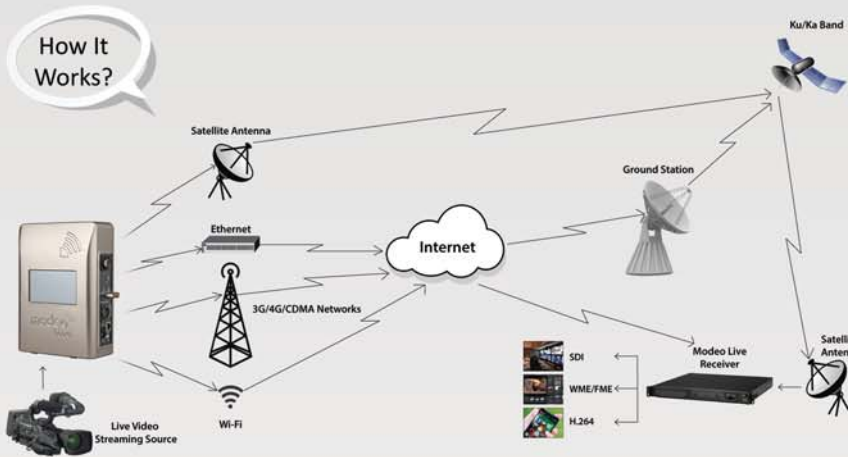 How It
Works?
Ku/Ka Band
Satellite Antenna
Ground Station
Ethernet
Internet
3G/4G/CDMA Networks
Modeo Live
Receiver
Satelli
Anten
SDI
WME/FME
H.264
Wi-Fi
Live Video
Streaming Source